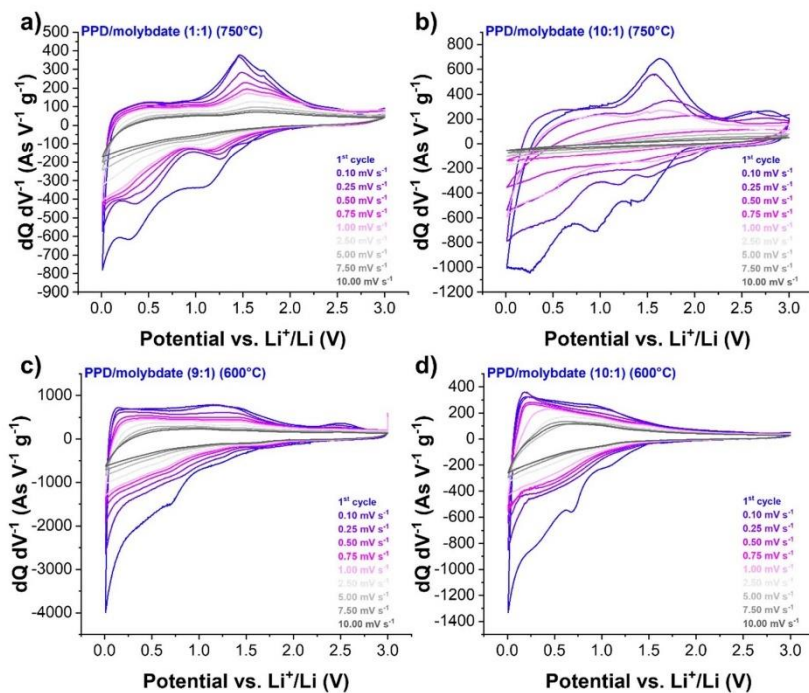 a)
PPD/molybdate (1:1) (750°C)
500
400
300
200
100
0
-100
-200
-300
-400
-500
-600
-700
-800
-900
dQ dV⁻¹ (As V⁻¹ g⁻¹)
1st cycle
0.10 mV s⁻¹
0.25 mV s⁻¹
0.50 mV s⁻¹
0.75 mV s⁻¹
1.00 mV s⁻¹
2.50 mV s⁻¹
5.00 mV s⁻¹
7.50 mV s⁻¹
10.00 mV s⁻¹
0.0 0.5 1.0 1.5 2.0 2.5 3.0
Potential vs. Li⁺/Li (V)
b)
PPD/molybdate (10:1) (750°C)
800
600
400
200
0
-200
-400
-600
-800
-1000
-1200
dQ dV⁻¹ (As V⁻¹ g⁻¹)
1st cycle
0.10 mV s⁻¹
0.25 mV s⁻¹
0.50 mV s⁻¹
0.75 mV s⁻¹
1.00 mV s⁻¹
2.50 mV s⁻¹
5.00 mV s⁻¹
7.50 mV s⁻¹
10.00 mV s⁻¹
0.0 0.5 1.0 1.5 2.0 2.5 3.0
Potential vs. Li⁺/Li (V)
c)
PPD/molybdate (9:1) (600°C)
1000
0
-1000
-2000
-3000
-4000
dQ dV⁻¹ (As V⁻¹ g⁻¹)
1st cycle
0.10 mV s⁻¹
0.25 mV s⁻¹
0.50 mV s⁻¹
0.75 mV s⁻¹
1.00 mV s⁻¹
2.50 mV s⁻¹
5.00 mV s⁻¹
7.50 mV s⁻¹
10.00 mV s⁻¹
0.0 0.5 1.0 1.5 2.0 2.5 3.0
Potential vs. Li⁺/Li (V)
d)
PPD/molybdate (10:1) (600°C)
400
200
0
-200
-400
-600
-800
-1000
-1200
-1400
dQ dV⁻¹ (As V⁻¹ g⁻¹)
1st cycle
0.10 mV s⁻¹
0.25 mV s⁻¹
0.50 mV s⁻¹
0.75 mV s⁻¹
1.00 mV s⁻¹
2.50 mV s⁻¹
5.00 mV s⁻¹
7.50 mV s⁻¹
10.00 mV s⁻¹
0.0 0.5 1.0 1.5 2.0 2.5 3.0
Potential vs. Li⁺/Li (V)